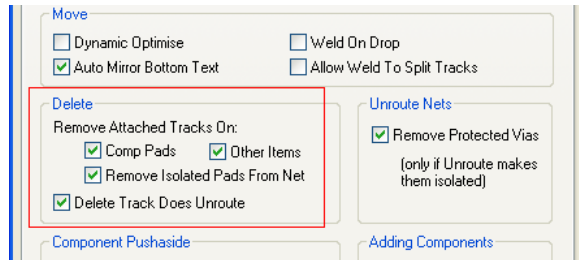 Move
Dynamic Optimise
Weld On Drop
Auto Mirror Bottom Text
Allow Weld To Split Tracks
Delete
Remove Attached Tracks On:
Comp Pads
Other Items
Remove Isolated Pads From Net
Delete Track Does Unroute
Unroute Nets
Remove Protected Vias
(only if Unroute makes
them isolated)
Component Pushaside
Adding Components